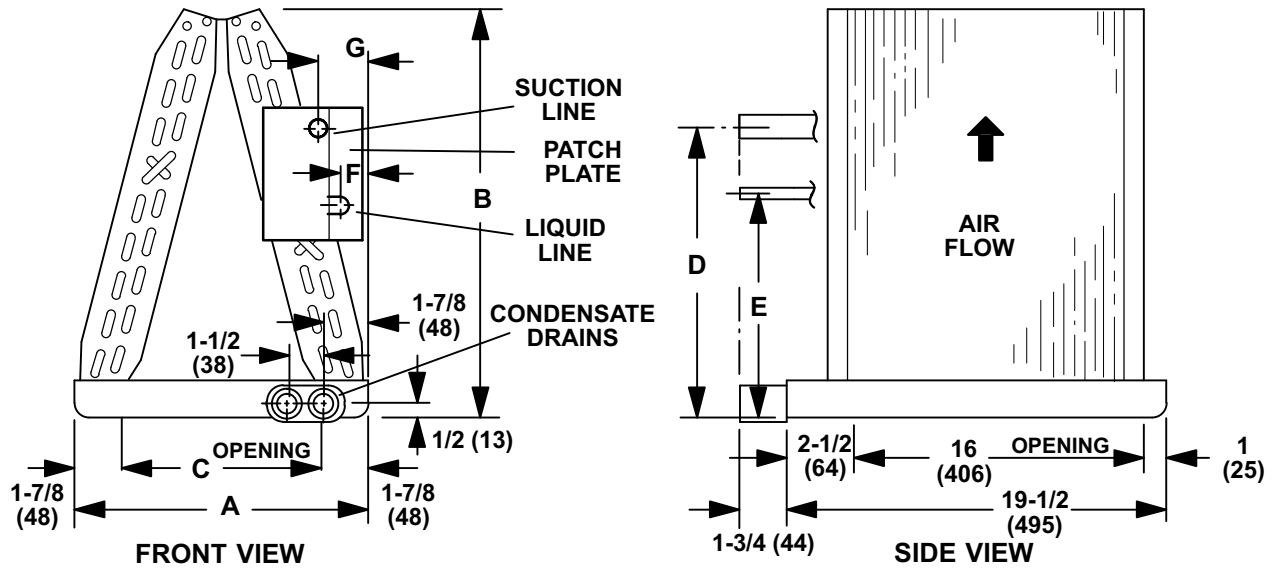 G
SUCTION
LINE
PATCH
PLATE
F
B
LIQUID
LINE
1-7/8
(48)
CONDENSATE
DRAINS
1-1/2
(38)
1/2 (13)
OPENING
C
1-7/8
(48)
A
1-7/8
(48)
FRONT VIEW
AIR
FLOW
D
E
2-1/2
(64)
16
(406)
OPENING
1
(25)
19-1/2
(495)
1-3/4 (44)
SIDE VIEW